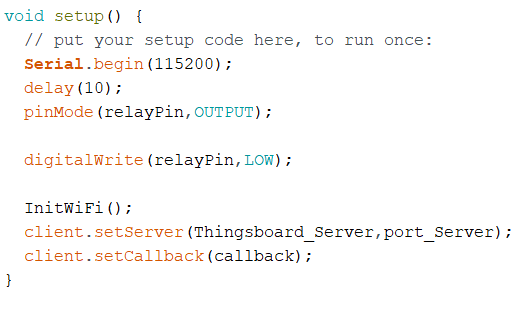 void setup() {
  // put your setup code here, to run once:
  Serial.begin(115200);
  delay(10);
  pinMode(relayPin,OUTPUT);

  digitalWrite(relayPin,LOW);

  InitWiFi();
  client.setServer(Thingsboard_Server,port_Server);
  client.setCallback(callback);
}